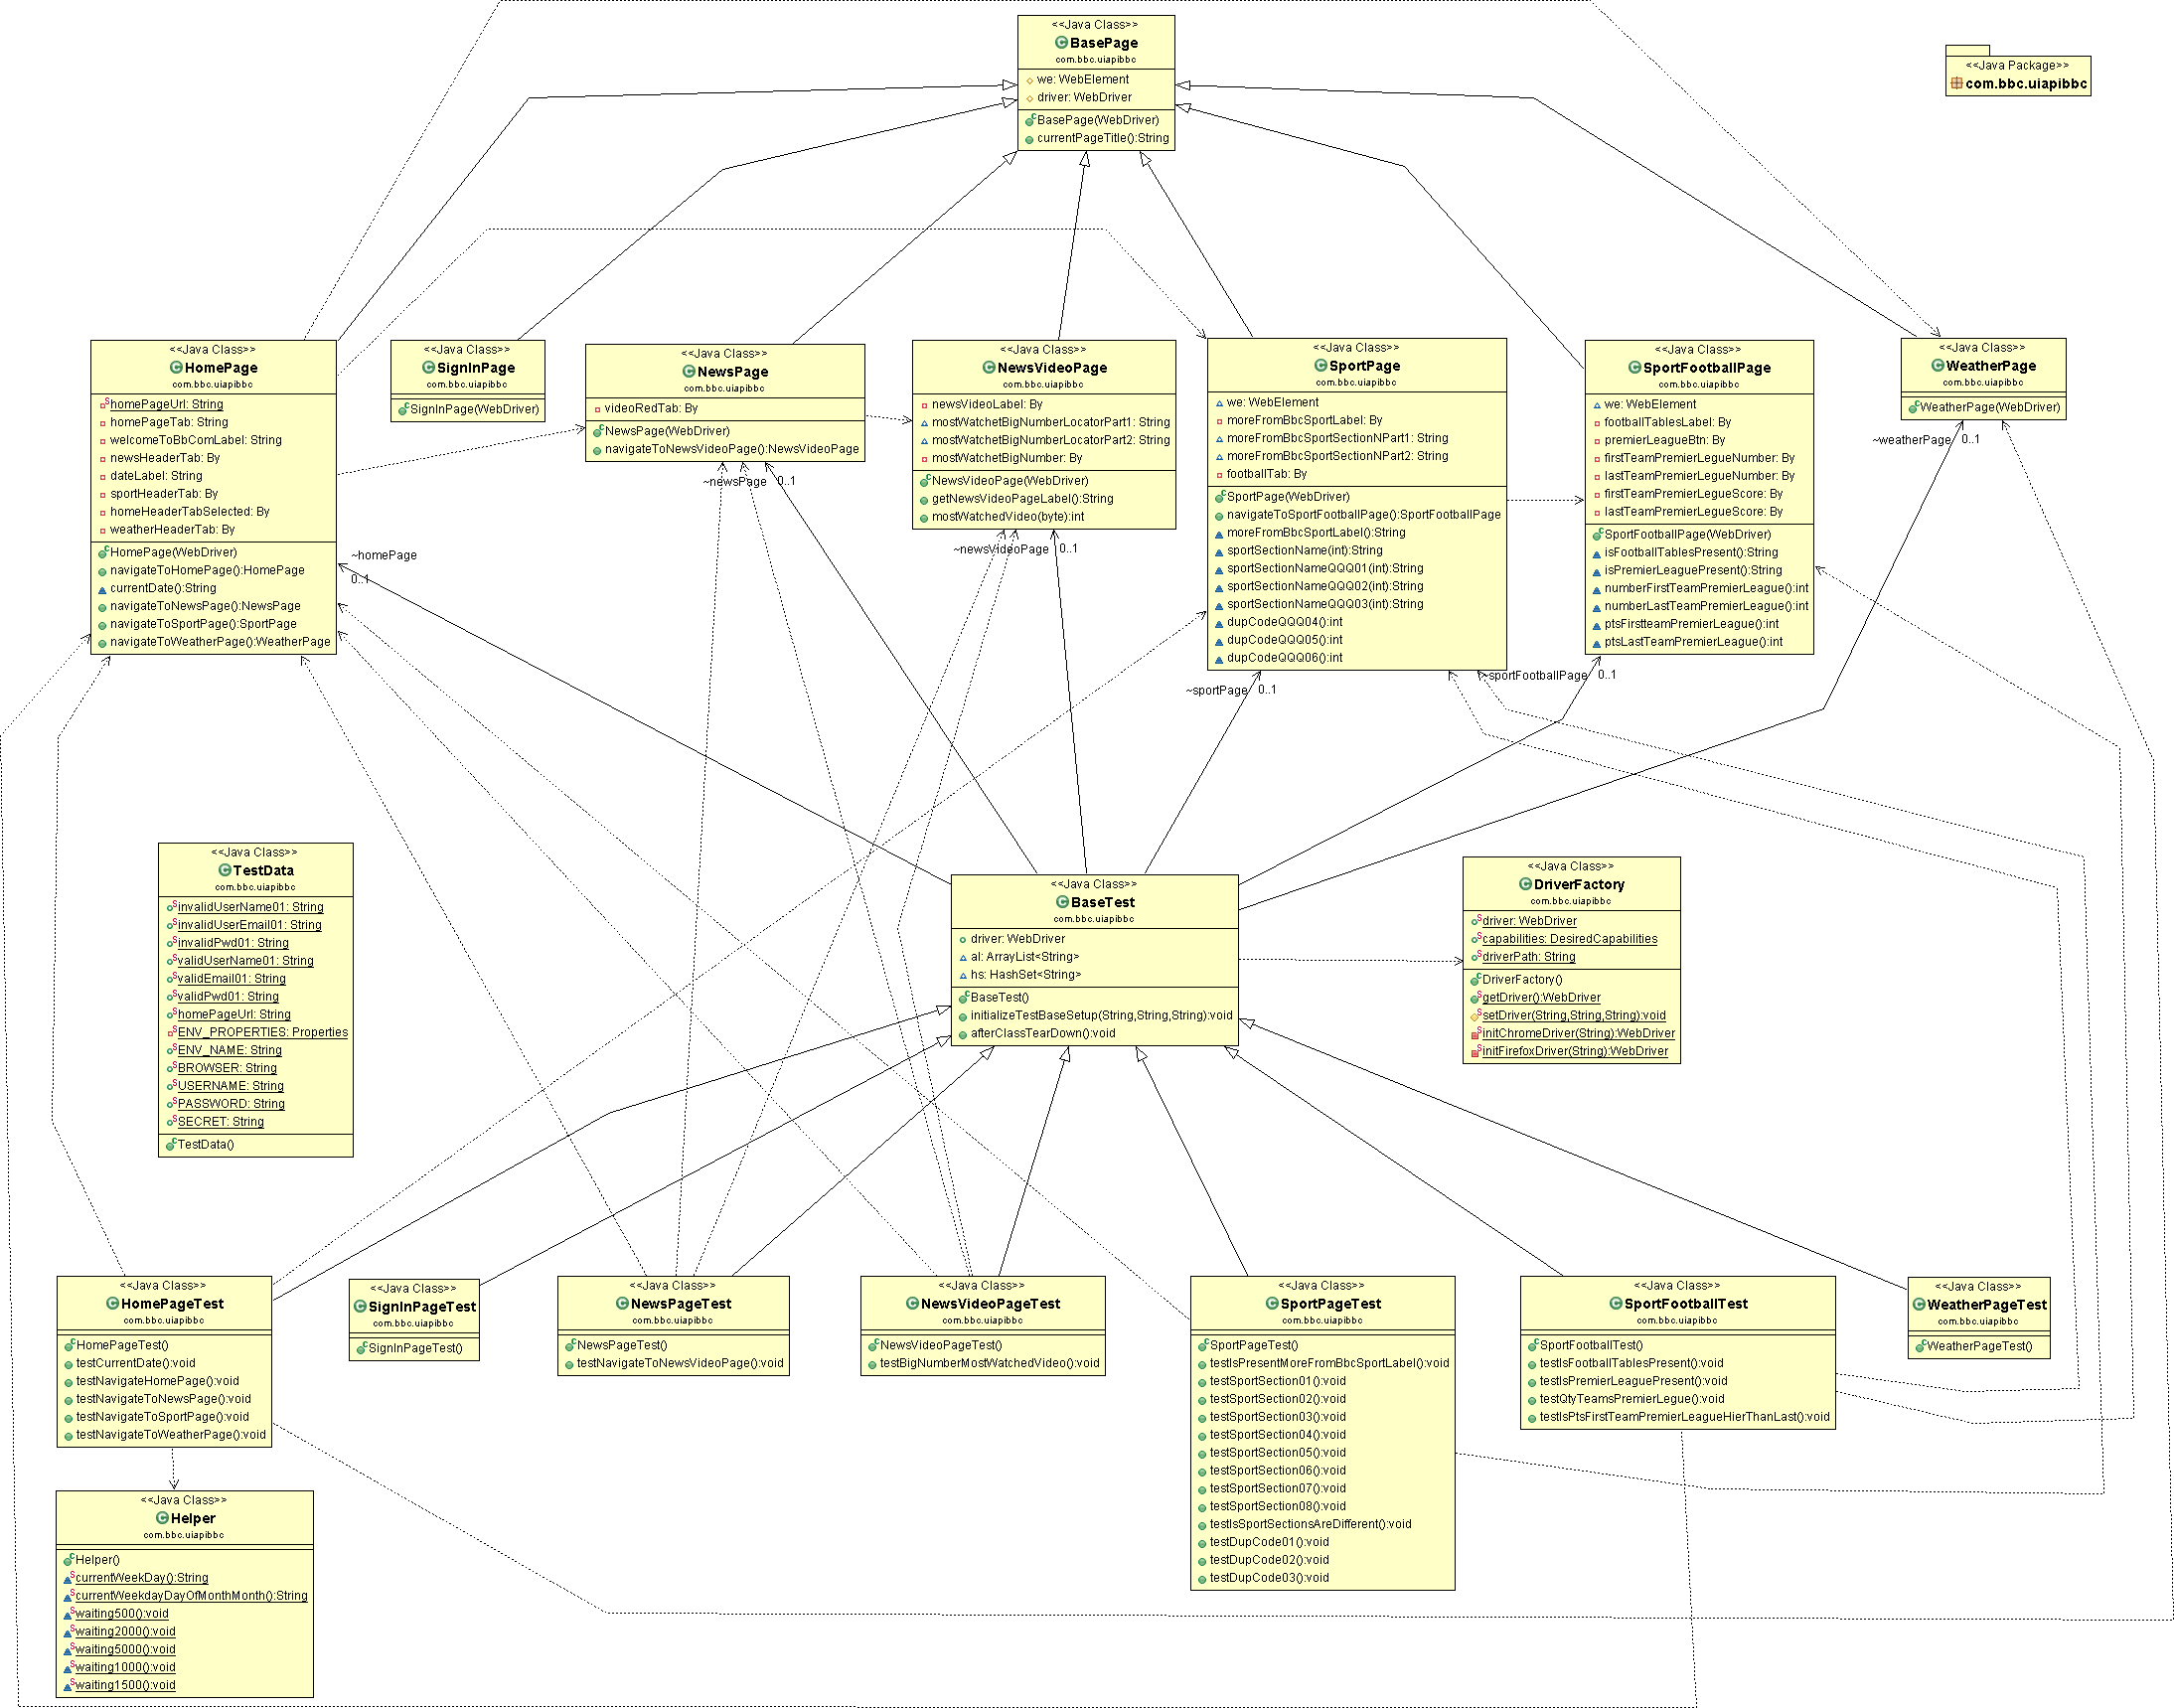 <<Java Class>>
BasePage
com.bbc.uiapibbc
we: WebElement
driver: WebDriver
BasePage(WebDriver)
currentPageTitle():String
<<Java Package>>
com.bbc.uiapibbc
<<Java Class>>
HomePage
com.bbc.uiapibbc
homePageUrl: String
homePageTab: String
welcomeToBbComLabel: String
newsHeaderTab: By
dateLabel: String
sportHeaderTab: By
homeHeaderTabSelected: By
weatherHeaderTab: By
HomePage(WebDriver)
navigateToHomePage():HomePage
currentDate():String
navigateToNewsPage():NewsPage
navigateToSportPage():SportPage
navigateToWeatherPage():WeatherPage
<<Java Class>>
SignInPage
com.bbc.uiapibbc
SignInPage(WebDriver)
<<Java Class>>
NewsPage
com.bbc.uiapibbc
videoRedTab: By
NewsPage(WebDriver)
navigateToNewsVideoPage():NewsVideoPage
<<Java Class>>
NewsVideoPage
com.bbc.uiapibbc
newsVideoLabel: By
mostWatchetBigNumberLocatorPart1: String
mostWatchetBigNumberLocatorPart2: String
mostWatchetBigNumber: By
NewsVideoPage(WebDriver)
getNewsVideoPageLabel():String
mostWatchedVideo(byte):int
<<Java Class>>
SportPage
com.bbc.uiapibbc
we: WebElement
moreFromBbcSportLabel: By
moreFromBbcSportSectionNPart1: String
moreFromBbcSportSectionNPart2: String
footballTab: By
SportPage(WebDriver)
navigateToSportFootballPage():SportFootballPage
moreFromBbcSportLabel():String
sportSectionName(int):String
sportSectionNameQQQ01(int):String
sportSectionNameQQQ02(int):String
sportSectionNameQQQ03(int):String
dupCodeQQQ04():int
dupCodeQQQ05():int
dupCodeQQQ06():int
<<Java Class>>
SportFootballPage
com.bbc.uiapibbc
we: WebElement
footballTablesLabel: By
premierLeagueBtn: By
firstTeamPremierLegueNumber: By
lastTeamPremierLegueNumber: By
firstTeamPremierLegueScore: By
lastTeamPremierLegueScore: By
SportFootballPage(WebDriver)
isFootballTablesPresent():String
isPremierLeaguePresent():String
numberFirstTeamPremierLeague():int
numberLastTeamPremierLeague():int
ptsFirstteamPremierLeague():int
ptsLastTeamPremierLeague():int
<<Java Class>>
WeatherPage
com.bbc.uiapibbc
WeatherPage(WebDriver)
~weatherPage 0..1
~newsPage 0..1
~newsVideoPage 0..1
~homePage
0..1
~sportPage 0..1
~sportFootballPage 0..1
<<Java Class>>
TestData
com.bbc.uiapibbc
invalidUserName01: String
invalidUserEmail01: String
invalidPwd01: String
validUserName01: String
validEmail01: String
validPwd01: String
homePageUrl: String
ENV_PROPERTIES: Properties
ENV_NAME: String
BROWSER: String
USERNAME: String
PASSWORD: String
SECRET: String
TestData()
<<Java Class>>
BaseTest
com.bbc.uiapibbc
driver: WebDriver
al: ArrayList<String>
hs: HashSet<String>
BaseTest()
initializeTestBaseSetup(String,String,String):void
afterClassTearDown():void
<<Java Class>>
DriverFactory
com.bbc.uiapibbc
driver: WebDriver
capabilities: DesiredCapabilities
driverPath: String
DriverFactory()
getDriver():WebDriver
setDriver(String,String,String):void
initChromeDriver(String):WebDriver
initFirefoxDriver(String):WebDriver
<<Java Class>>
HomePageTest
com.bbc.uiapibbc
HomePageTest()
testCurrentDate():void
testNavigateHomePage():void
testNavigateToNewsPage():void
testNavigateToSportPage():void
testNavigateToWeatherPage():void
<<Java Class>>
SignInPageTest
com.bbc.uiapibbc
SignInPageTest()
<<Java Class>>
NewsPageTest
com.bbc.uiapibbc
NewsPageTest()
testNavigateToNewsVideoPage():void
<<Java Class>>
NewsVideoPageTest
com.bbc.uiapibbc
NewsVideoPageTest()
testBigNumberMostWatchedVideo():void
<<Java Class>>
SportPageTest
com.bbc.uiapibbc
SportPageTest()
testIsPresentMoreFromBbcSportLabel():void
testSportSection01():void
testSportSection02():void
testSportSection03():void
testSportSection04():void
testSportSection05():void
testSportSection06():void
testSportSection07():void
testSportSection08():void
testIsSportSectionsAreDifferent():void
testDupCode01():void
testDupCode02():void
testDupCode03():void
<<Java Class>>
SportFootballTest
com.bbc.uiapibbc
SportFootballTest()
testIsFootballTablesPresent():void
testIsPremierLeaguePresent():void
testQtyTeamsPremierLegue():void
testIsPtsFirstTeamPremierLeagueHierThanLast():void
<<Java Class>>
WeatherPageTest
com.bbc.uiapibbc
WeatherPageTest()
<<Java Class>>
Helper
com.bbc.uiapibbc
Helper()
currentWeekDay():String
currentWeekdayDayOfMonthMonth():String
waiting500():void
waiting2000():void
waiting5000():void
waiting1000():void
waiting1500():void